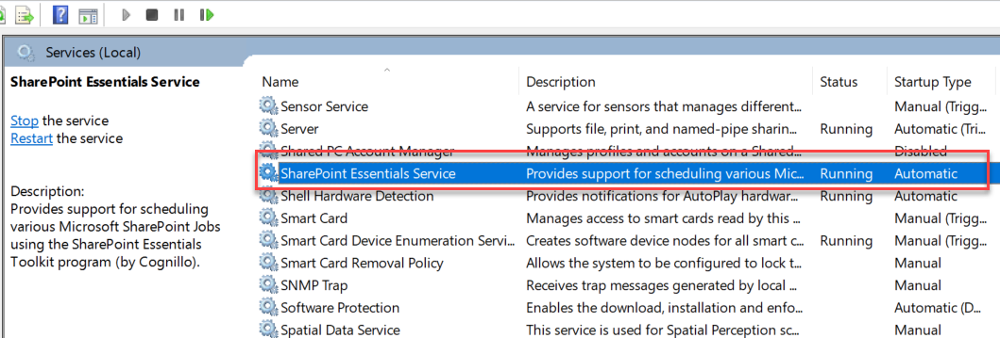 Services (Local)
SharePoint Essentials Service
Stop the service
Restart the service
Description:
Provides support for scheduling
various Microsoft SharePoint Jobs
using the SharePoint Essentials
Toolkit program (by Cognillo).
Name Description Status Startup Type
Sensor Service A service for sensors that manages different... Manual (Trigg...
Server Supports file, print, and named-pipe sharin... Running Automatic (Tri...
Shared PC Account Manager Manages profiles and accounts on a Shared... Disabled
SharePoint Essentials Service Provides support for scheduling various Mic... Running Automatic
Shell Hardware Detection Provides notifications for AutoPlay hardwar... Running Automatic
Smart Card Manages access to smart cards read by this ... Manual (Trigg...
Smart Card Device Enumeration Servi... Creates software device nodes for all smart c... Running Manual (Trigg...
Smart Card Removal Policy Allows the system to be configured to lock t... Manual
SNMP Trap Receives trap messages generated by local ... Manual
Software Protection Enables the download, installation and enfo... Automatic (D...
Spatial Data Service This service is used for Spatial Perception sc... Manual